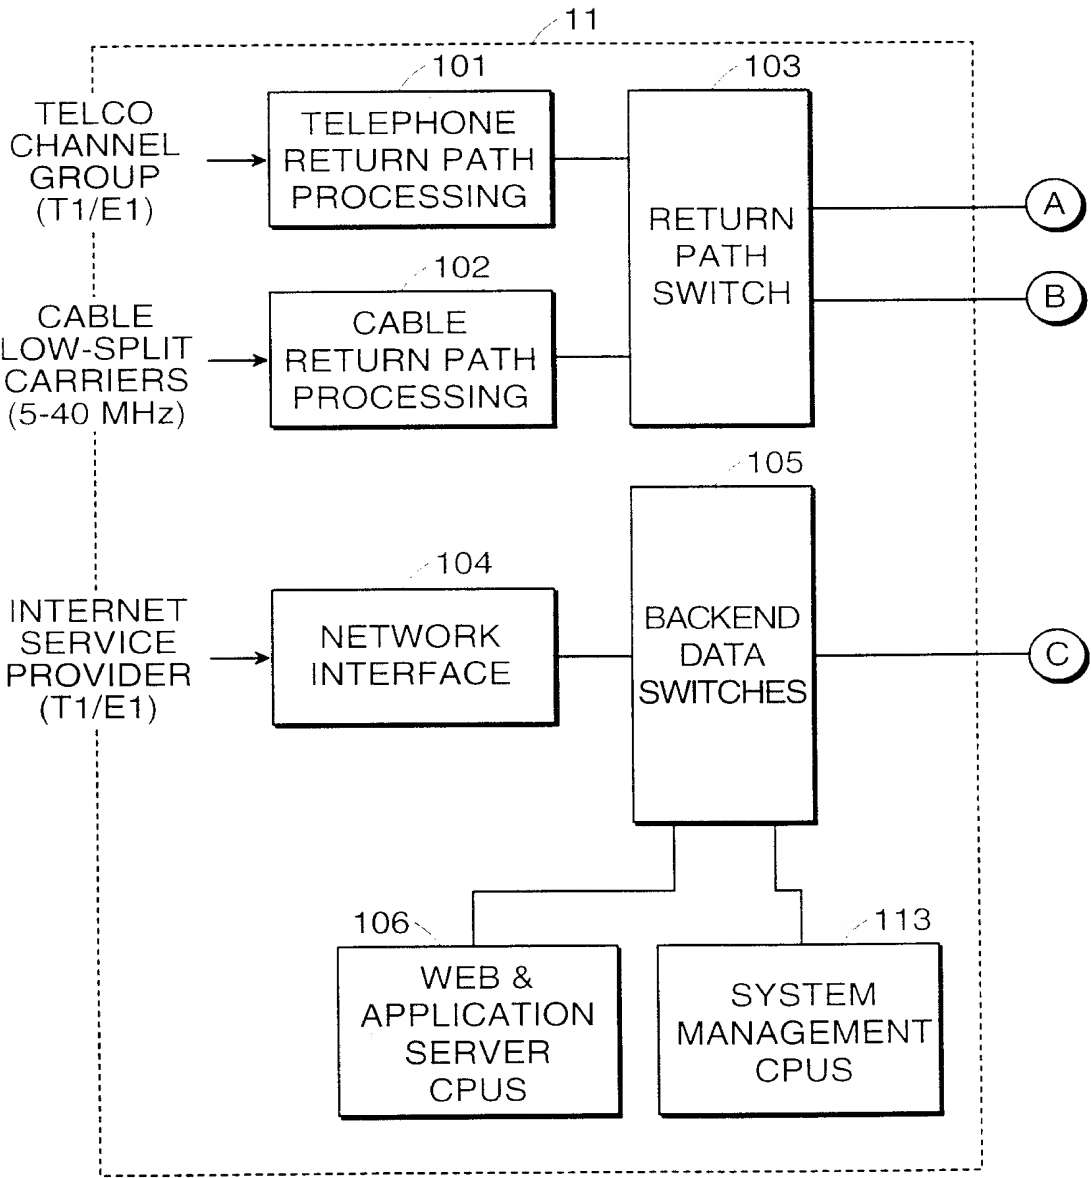 11
101
103
TELCO
CHANNEL
GROUP
(T1/E1)
TELEPHONE
RETURN PATH
PROCESSING
RETURN
PATH
SWITCH
A
B
102
CABLE
LOW-SPLIT
CARRIERS
(5-40 MHz)
CABLE
RETURN PATH
PROCESSING
105
104
INTERNET
SERVICE
PROVIDER
(T1/E1)
NETWORK
INTERFACE
BACKEND
DATA
SWITCHES
C
106
113
WEB &
APPLICATION
SERVER
CPUS
SYSTEM
MANAGEMENT
CPUS